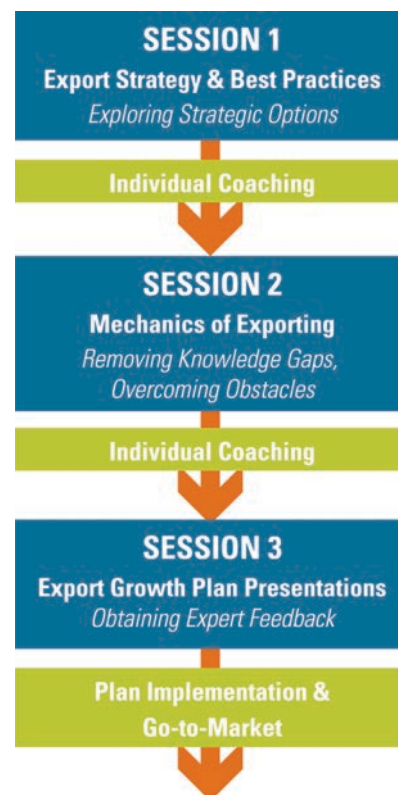 SESSION 1
Export Strategy & Best Practices
Exploring Strategic Options
Individual Coaching
SESSION 2
Mechanics of Exporting
Removing Knowledge Gaps,
Overcoming Obstacles
Individual Coaching
SESSION 3
Export Growth Plan Presentations
Obtaining Expert Feedback
Plan Implementation &
Go-to-Market